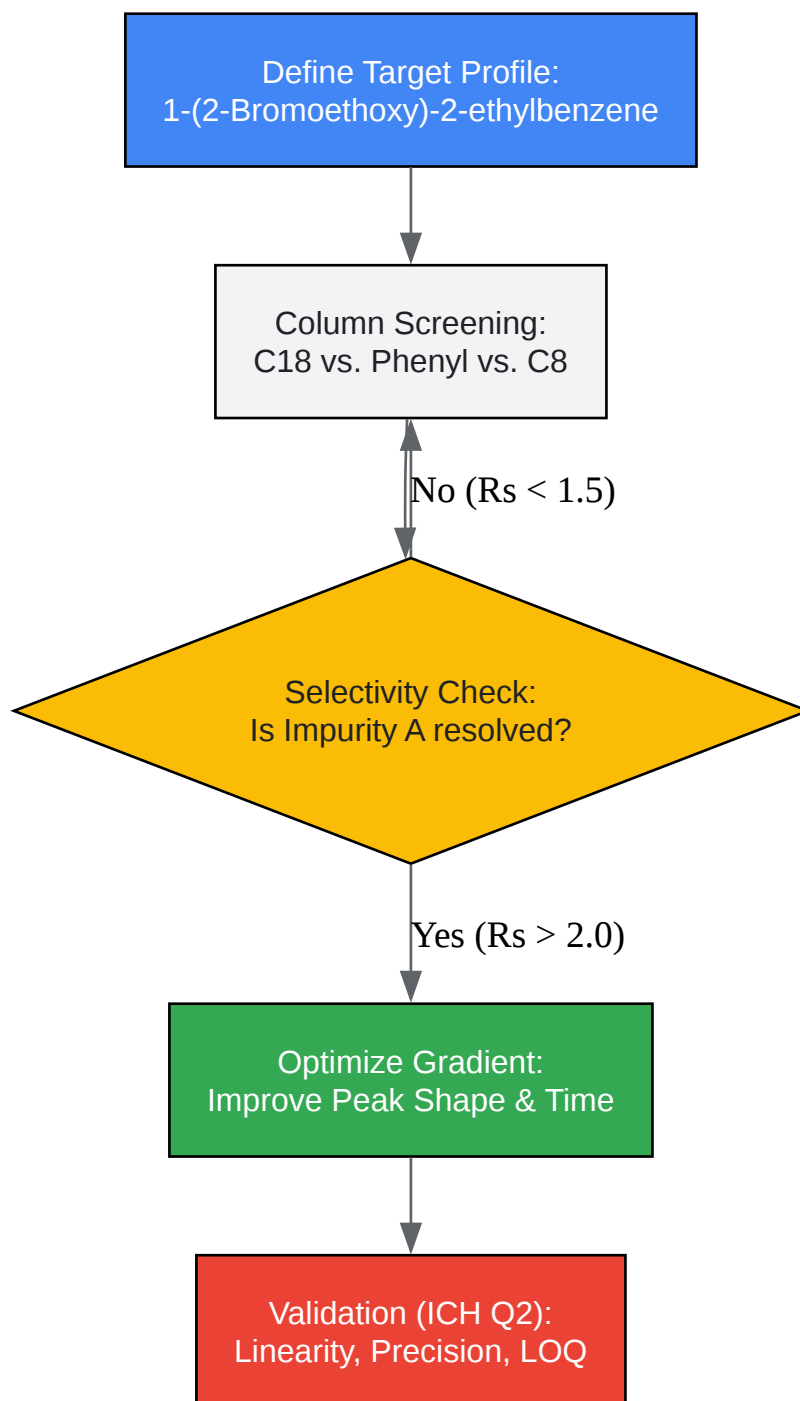 Define Target Profile:
1-(2-Bromoethoxy)-2-ethylbenzene
Column Screening:
C18 vs. Phenyl vs. C8
No (Rs < 1.5)
Selectivity Check:
Is Impurity A resolved?
Yes (Rs > 2.0)
Optimize Gradient:
Improve Peak Shape & Time
Validation (ICH Q2):
Linearity, Precision, LOQ